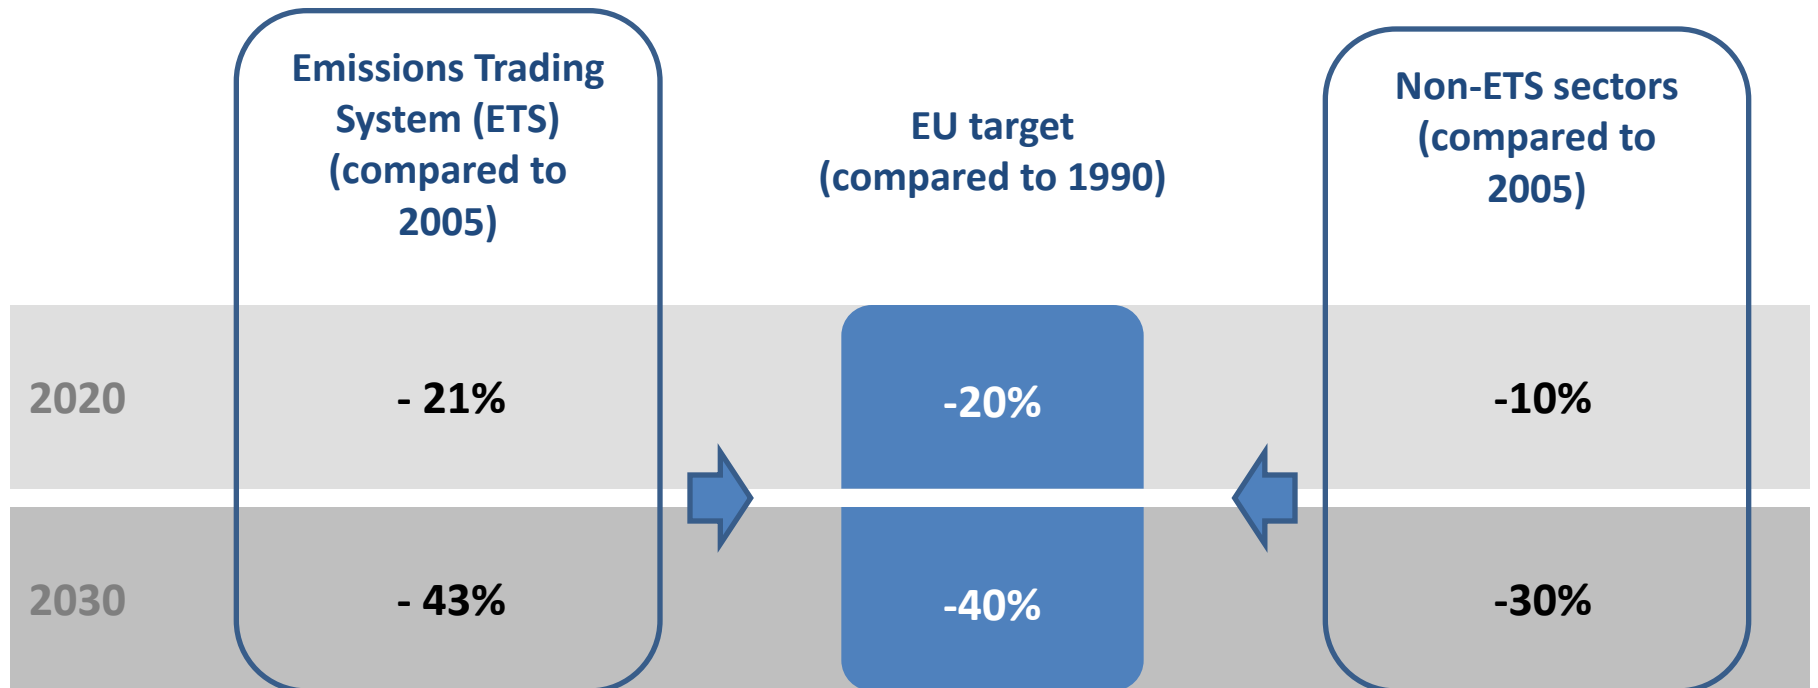 Emissions Trading
System (ETS)
(compared to
2005)
EU target
(compared to 1990)
Non-ETS sectors
(compared to
2005)
2020
- 21%
-20%
-10%
2030
- 43%
-40%
-30%